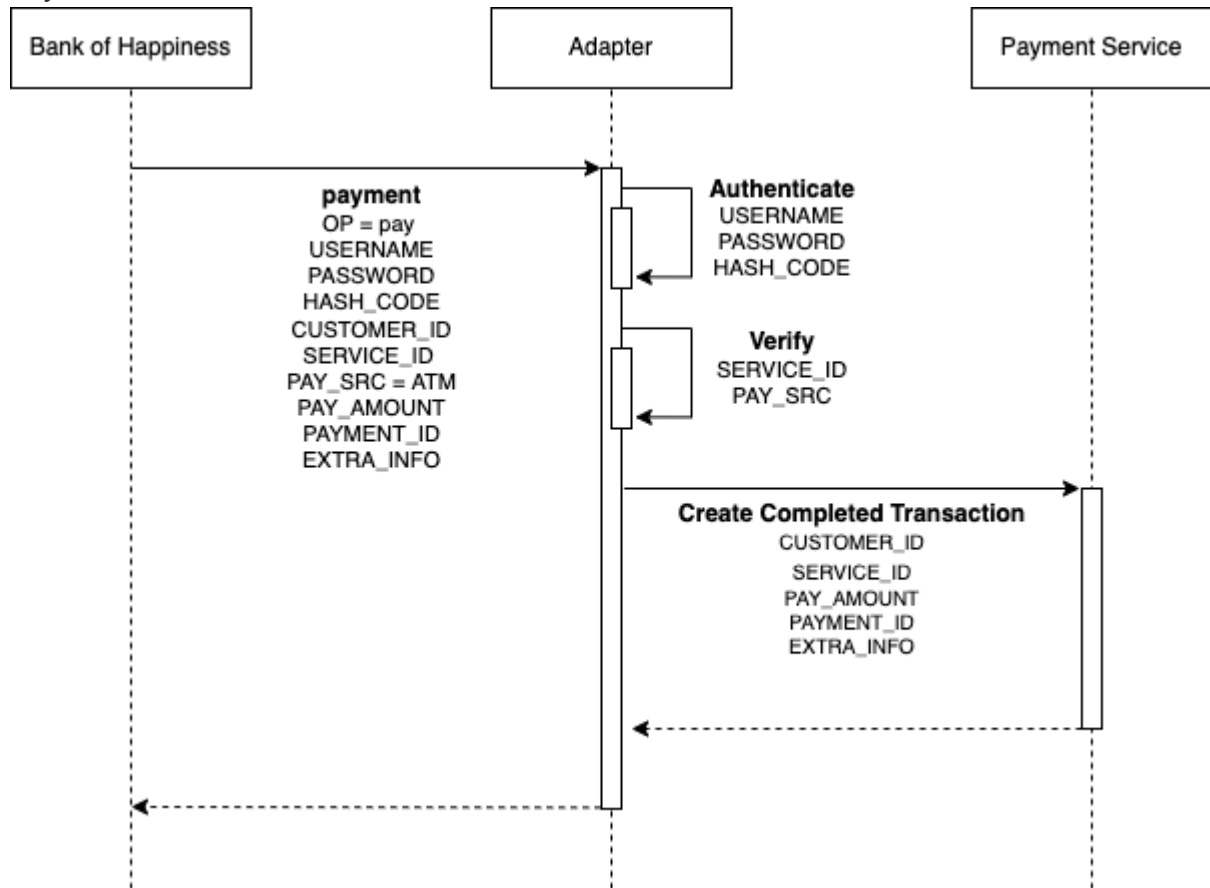 Bank of Happiness
Adapter
Payment Service
payment
OP = pay
USERNAME
PASSWORD
HASH_CODE
CUSTOMER_ID
SERVICE_ID
PAY_SRC = ATM
PAY_AMOUNT
PAYMENT_ID
EXTRA_INFO
Authenticate
USERNAME
PASSWORD
HASH_CODE
Verify
SERVICE_ID
PAY_SRC
Create Completed Transaction
CUSTOMER_ID
SERVICE_ID
PAY_AMOUNT
PAYMENT_ID
EXTRA_INFO